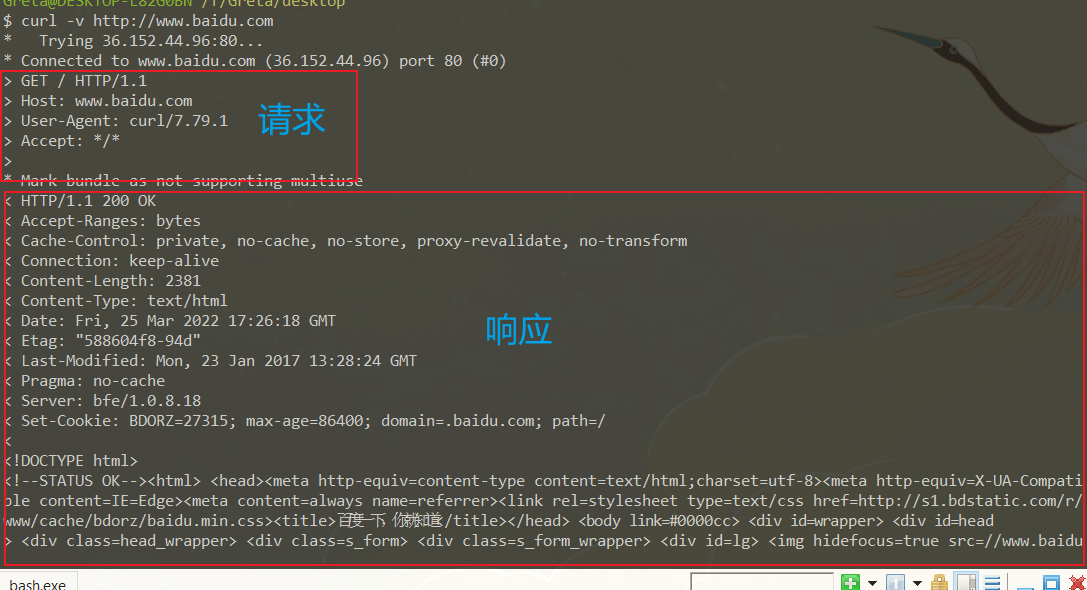 Greta@DESKTOP-L82G0BN /f/Greta/desktop
$ curl -v http://www.baidu.com
*   Trying 36.152.44.96:80...
* Connected to www.baidu.com (36.152.44.96) port 80 (#0)
> GET / HTTP/1.1
> Host: www.baidu.com
> User-Agent: curl/7.79.1
> Accept: */*
>
请求
* Mark bundle as not supporting multiuse
< HTTP/1.1 200 OK
< Accept-Ranges: bytes
< Cache-Control: private, no-cache, no-store, proxy-revalidate, no-transform
< Connection: keep-alive
< Content-Length: 2381
< Content-Type: text/html
< Date: Fri, 25 Mar 2022 17:26:18 GMT
< Etag: "588604f8-94d"
< Last-Modified: Mon, 23 Jan 2017 13:28:24 GMT
< Pragma: no-cache
< Server: bfe/1.0.8.18
< Set-Cookie: BDORZ=27315; max-age=86400; domain=.baidu.com; path=/
<
响应
<!DOCTYPE html>
<!--STATUS OK--><html> <head><meta http-equiv=content-type content=text/html;charset=utf-8><meta http-equiv=X-UA-Compati
ble content=IE=Edge><meta content=always name=referrer><link rel=stylesheet type=text/css href=http://s1.bdstatic.com/r/
www/cache/bdorz/baidu.min.css><title>百度一下 你就知道</title></head> <body link=#0000cc> <div id=wrapper> <div id=head
> <div class=head_wrapper> <div class=s_form> <div class=s_form_wrapper> <div id=lg> <img hidefocus=true src=//www.baidu
bash.exe